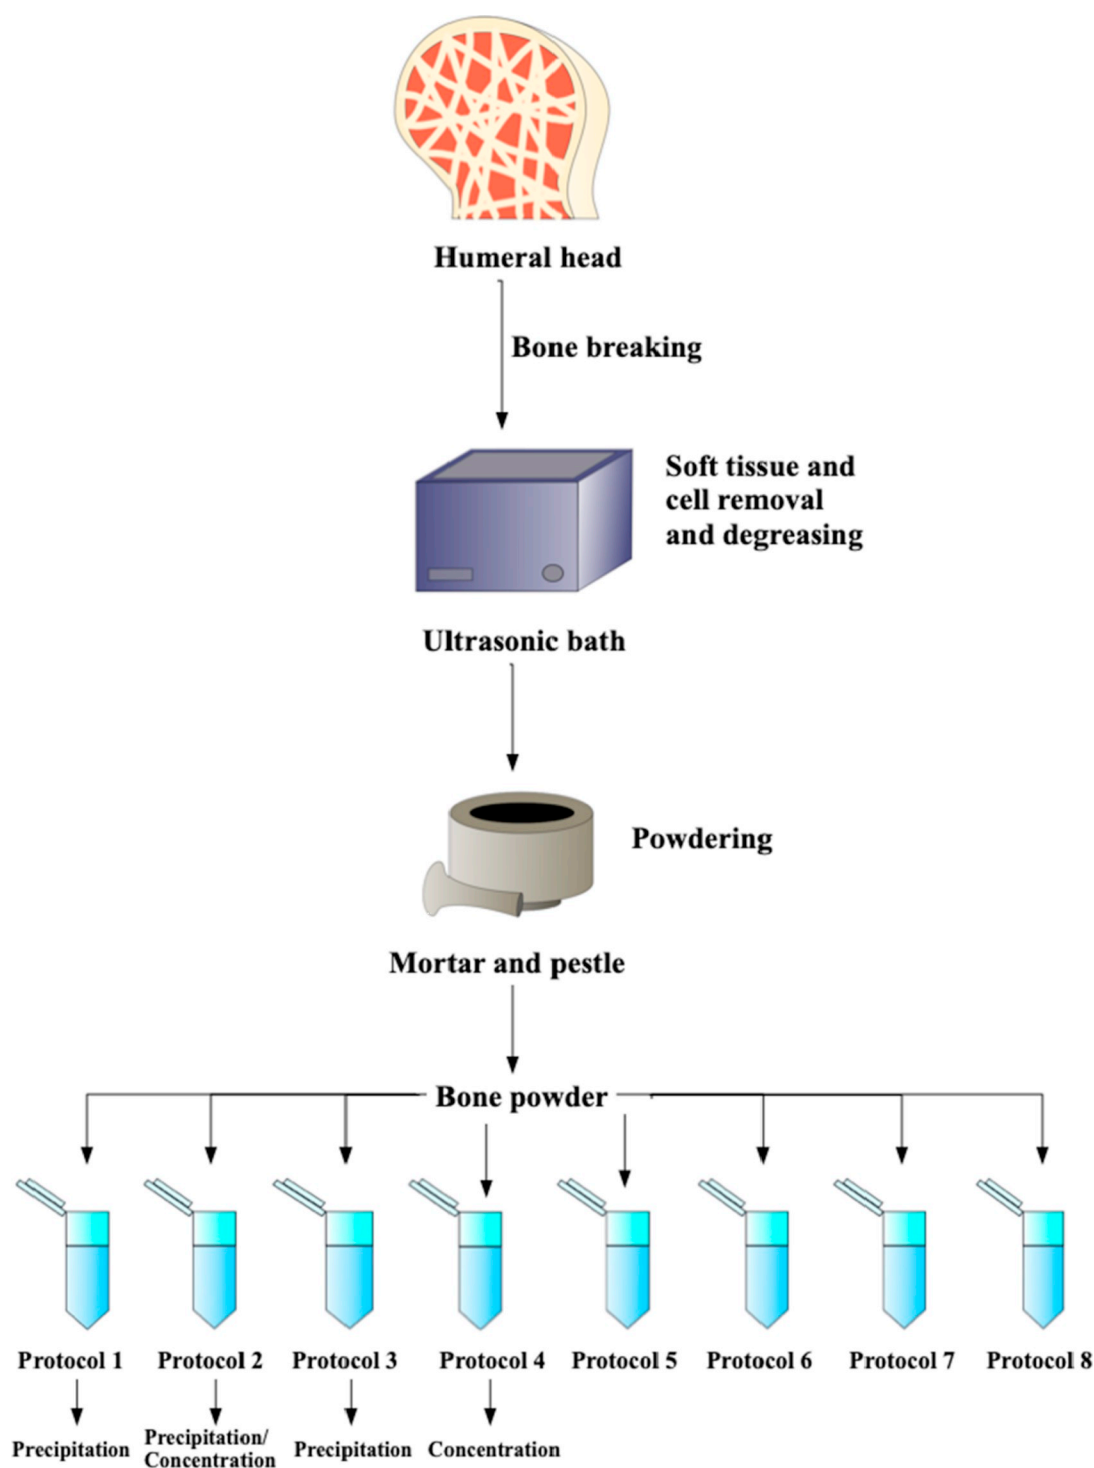 Humeral head
Bone breaking
Soft tissue and
cell removal
and degreasing
Ultrasonic bath
Powdering
Mortar and pestle
Bone powder
Protocol 1
Protocol 2
Protocol 3
Protocol 4
Protocol 5
Protocol 6
Protocol 7
Protocol 8
Precipitation
Precipitation/
Concentration
Precipitation
Concentration